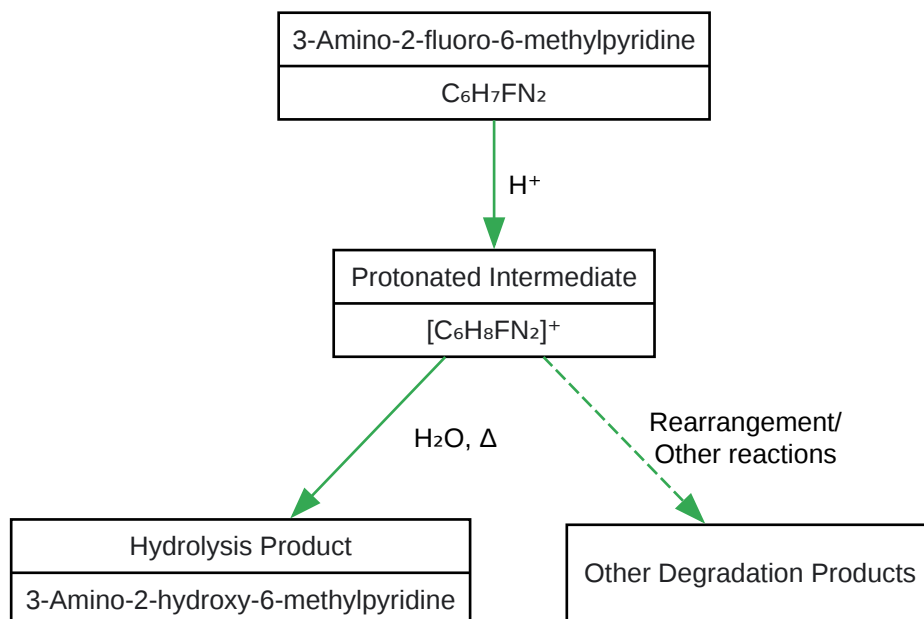 3-Amino-2-fluoro-6-methylpyridine
C₆H₇FN₂
H⁺
Protonated Intermediate
[C₆H₈FN₂]⁺
H₂O, Δ
Rearrangement/
Other reactions
Hydrolysis Product
3-Amino-2-hydroxy-6-methylpyridine
Other Degradation Products